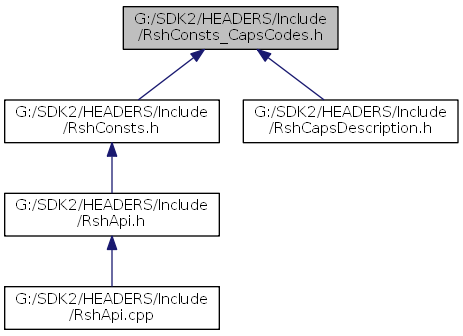 G:/SDK2/HEADERS/Include
/RshConsts_CapsCodes.h
G:/SDK2/HEADERS/Include
/RshConsts.h
G:/SDK2/HEADERS/Include
/RshCapsDescription.h
G:/SDK2/HEADERS/Include
/RshApi.h
G:/SDK2/HEADERS/Include
/RshApi.cpp